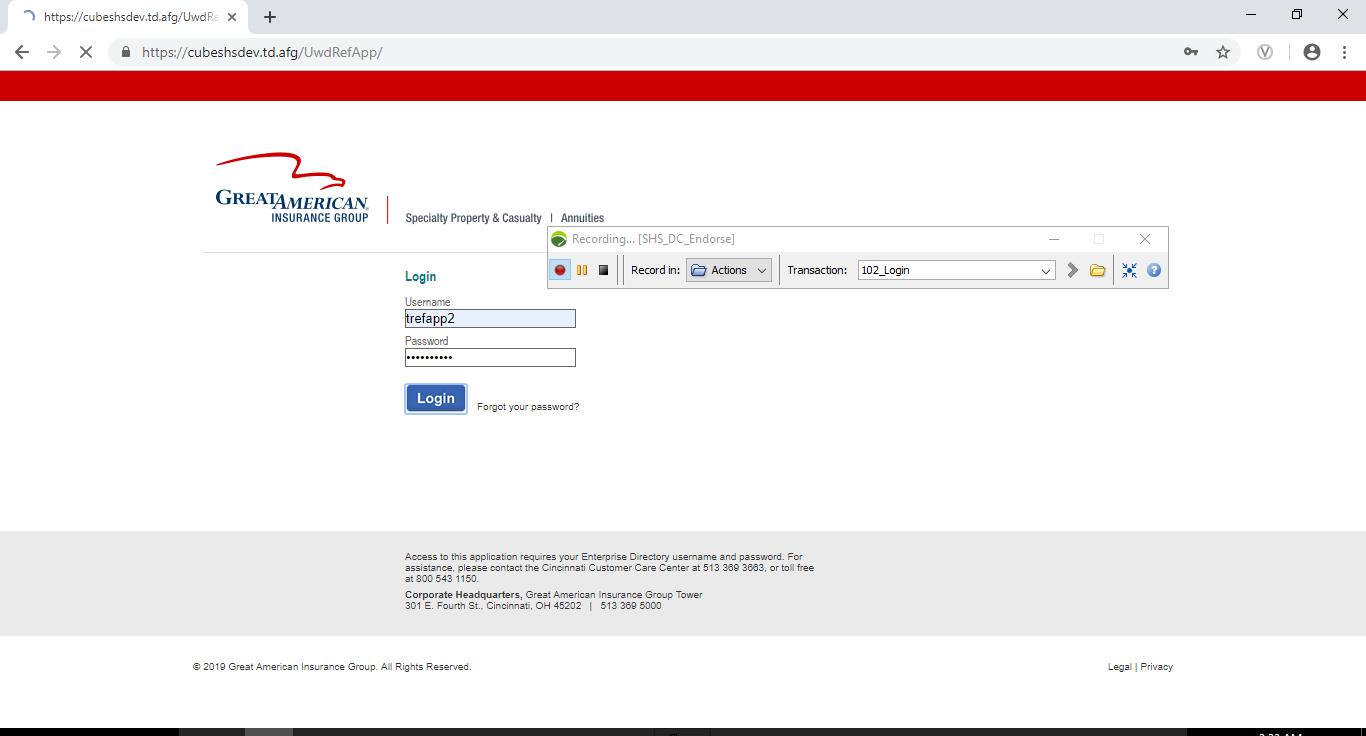 https://cubeshsdev.td.afg/UwdRe
https://cubeshsdev.td.afg/UwdRefApp/
GREATAMERICAN®
INSURANCE GROUP
Specialty Property & Casualty | Annuities
Recording... [SHS_DC_Endorse]
Record in: Actions Transaction: 102_Login
Login
Username
trefapp2
Password
••••••••••
Login Forgot your password?
Access to this application requires your Enterprise Directory username and password. For
assistance, please contact the Cincinnati Customer Care Center at 513 369 3663, or toll free
at 800 543 1150.
Corporate Headquarters, Great American Insurance Group Tower
301 E. Fourth St., Cincinnati, OH 45202 | 513 369 5000
© 2019 Great American Insurance Group. All Rights Reserved. Legal | Privacy